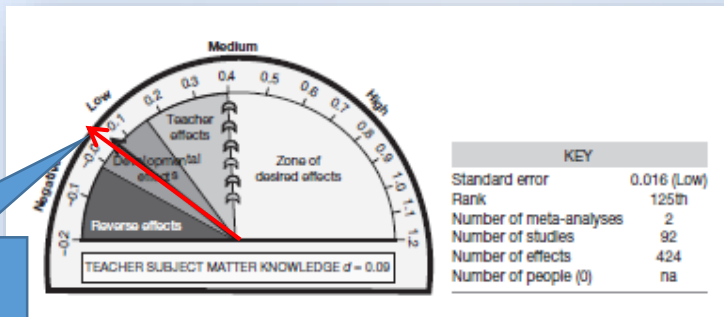 Medium
Low
High
Negative
-0.2
-0.1
-0.0
0.1
0.2
0.3
0.4
0.5
0.6
0.7
0.8
0.9
1.0
1.1
1.2
Teacher
effects
Developmental
effects
Reverse effects
Zone of
desired effects
TEACHER SUBJECT MATTER KNOWLEDGE d = 0.09
KEY
Standard error 0.016 (Low)
Rank 125th
Number of meta-analyses 2
Number of studies 92
Number of effects 424
Number of people (0) na